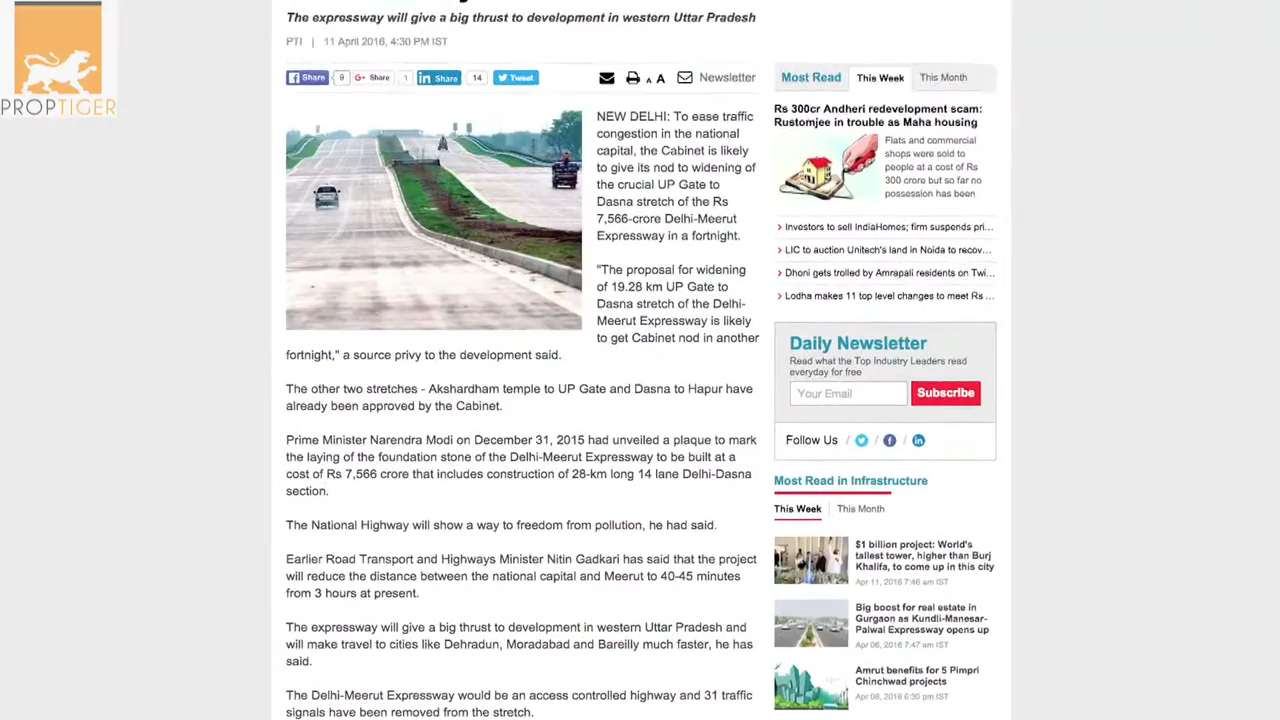 The expressway will give a big thrust to development in western Uttar Pradesh
PTI | 11 April 2016, 4:30 PM IST
Share 9 Share 1 Share 14 Tweet
A A Newsletter
NEW DELHI: To ease traffic
congestion in the national
capital, the Cabinet is likely
to give its nod to widening of
the crucial UP Gate to
Dasna stretch of the Rs
7,566-crore Delhi-Meerut
Expressway in a fortnight.
"The proposal for widening
of 19.28 km UP Gate to
Dasna stretch of the Delhi-
Meerut Expressway is likely
to get Cabinet nod in another
fortnight," a source privy to the development said.
The other two stretches - Akshardham temple to UP Gate and Dasna to Hapur have
already been approved by the Cabinet.
Prime Minister Narendra Modi on December 31, 2015 had unveiled a plaque to mark
the laying of the foundation stone of the Delhi-Meerut Expressway to be built at a
cost of Rs 7,566 crore that includes construction of 28-km long 14 lane Delhi-Dasna
section.
The National Highway will show a way to freedom from pollution, he had said.
Earlier Road Transport and Highways Minister Nitin Gadkari has said that the project
will reduce the distance between the national capital and Meerut to 40-45 minutes
from 3 hours at present.
The expressway will give a big thrust to development in western Uttar Pradesh and
will make travel to cities like Dehradun, Moradabad and Bareilly much faster, he has
said.
The Delhi-Meerut Expressway would be an access controlled highway and 31 traffic
signals have been removed from the stretch.
Most Read This Week This Month
Rs 300cr Andheri redevelopment scam:
Rustomjee in trouble as Maha housing
Flats and commercial
shops were sold to
people at a cost of Rs
300 crore but so far no
possession has been
Investors to sell IndiaHomes; firm suspends pri...
LIC to auction Unitech's land in Noida to recov...
Dhoni gets trolled by Amrapali residents on Twi...
Lodha makes 11 top level changes to meet Rs ...
Daily Newsletter
Read what the Top Industry Leaders read
everyday for free
Your Email Subscribe
Follow Us / / /
Most Read in Infrastructure
This Week This Month
$1 billion project: World's
tallest tower, higher than Burj
Khalifa, to come up in this city
Apr 11, 2016 7:46 am IST
Big boost for real estate in
Gurgaon as Kundli-Manesar-
Palwal Expressway opens up
Apr 06, 2016 7:47 am IST
Amrut benefits for 5 Pimpri
Chinchwad projects
Apr 08, 2016 6:30 pm IST
PROPTIGER